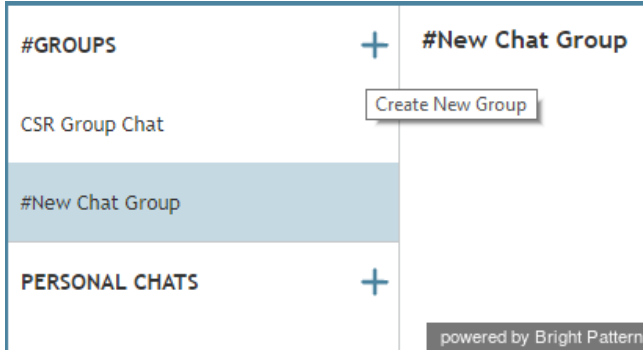 #GROUPS
Create New Group
CSR Group Chat
#New Chat Group
PERSONAL CHATS
#New Chat Group
powered by Bright Pattern